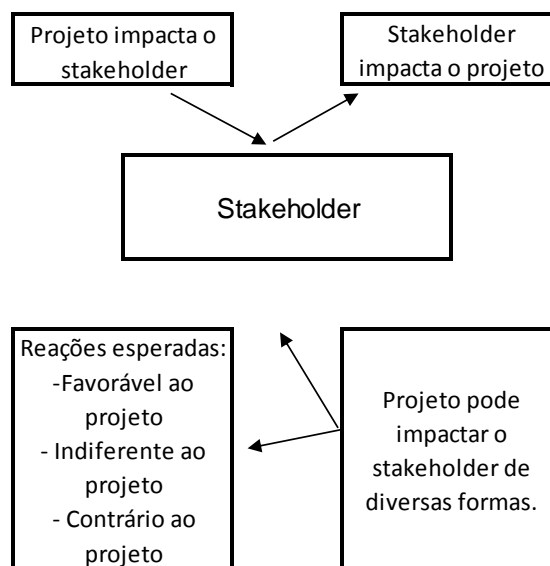 Projeto impacta o
stakeholder
Stakeholder
impacta o projeto
Stakeholder
Reações esperadas:
-Favorável ao
projeto
- Indiferente ao
projeto
- Contrário ao
projeto
Projeto pode
impactar o
stakeholder de
diversas formas.